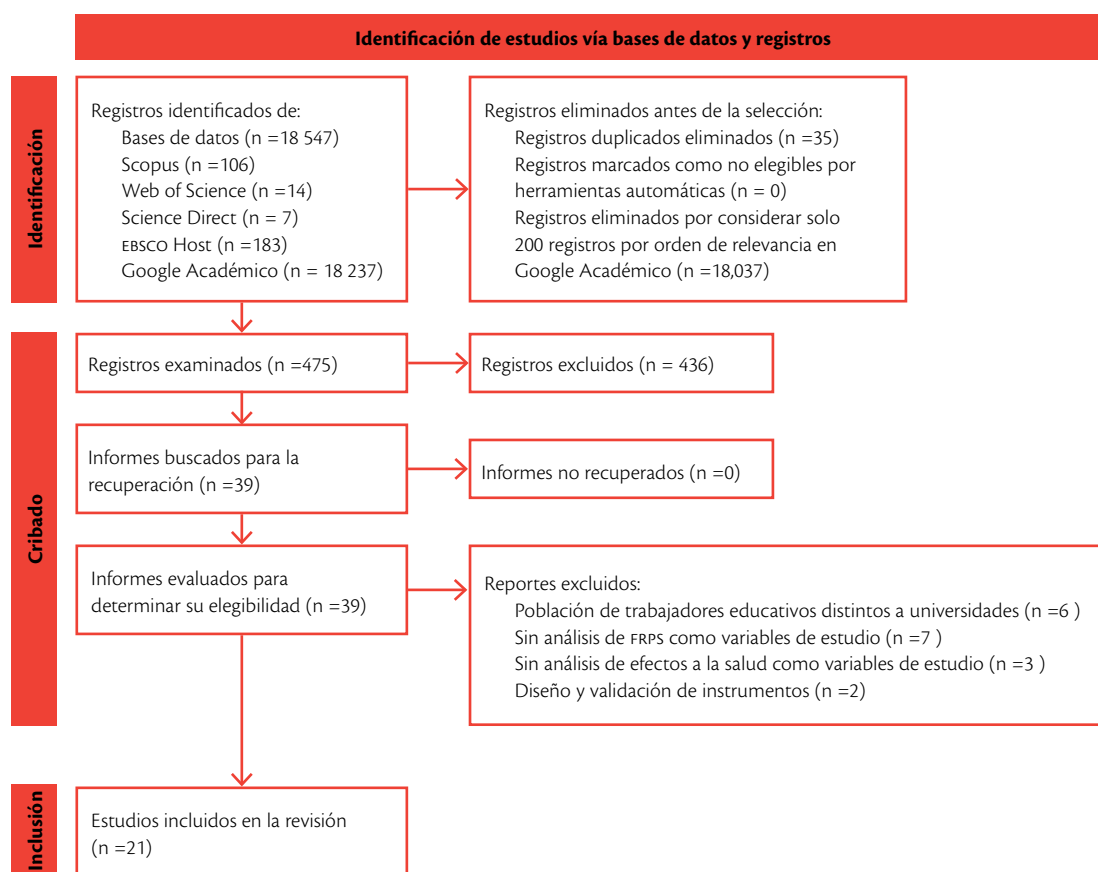 Identificación de estudios vía bases de datos y registros
Identificación
Registros identificados de:
Bases de datos (n =18 547)
Scopus (n =106)
Web of Science (n =14)
Science Direct (n = 7)
EBSCO Host (n =183)
Google Académico (n = 18 237)
Registros eliminados antes de la selección:
Registros duplicados eliminados (n =35)
Registros marcados como no elegibles por
herramientas automáticas (n = 0)
Registros eliminados por considerar solo
200 registros por orden de relevancia en
Google Académico (n =18,037)
Cribado
Registros examinados (n =475)
Registros excluidos (n = 436)
Informes buscados para la
recuperación (n =39)
Informes no recuperados (n =0)
Informes evaluados para
determinar su elegibilidad (n =39)
Reportes excluidos:
Población de trabajadores educativos distintos a universidades (n =6 )
Sin análisis de FRPS como variables de estudio (n =7 )
Sin análisis de efectos a la salud como variables de estudio (n =3 )
Diseño y validación de instrumentos (n =2)
Inclusión
Estudios incluidos en la revisión
(n =21)